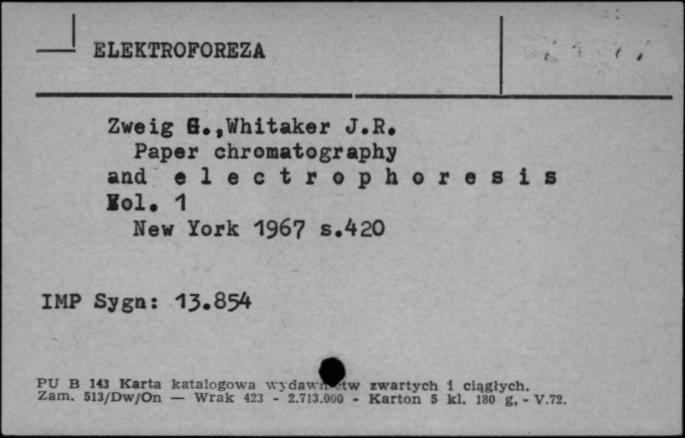 ELEKTROFOREZA
Zweig G.,Whitaker J.R.
Paper chromatography
and e l e c t r o p h o r e s i s
Vol. 1
New York 1967 s.420
IMP Sygn: 13.854
PU B 143 Karta katalogowa wydawnictw zwartych i ciągłych.
Zam. 513/Dw/On — Wrak 423 - 2.713.000 - Karton 5 kl. 180 g, - V.72.